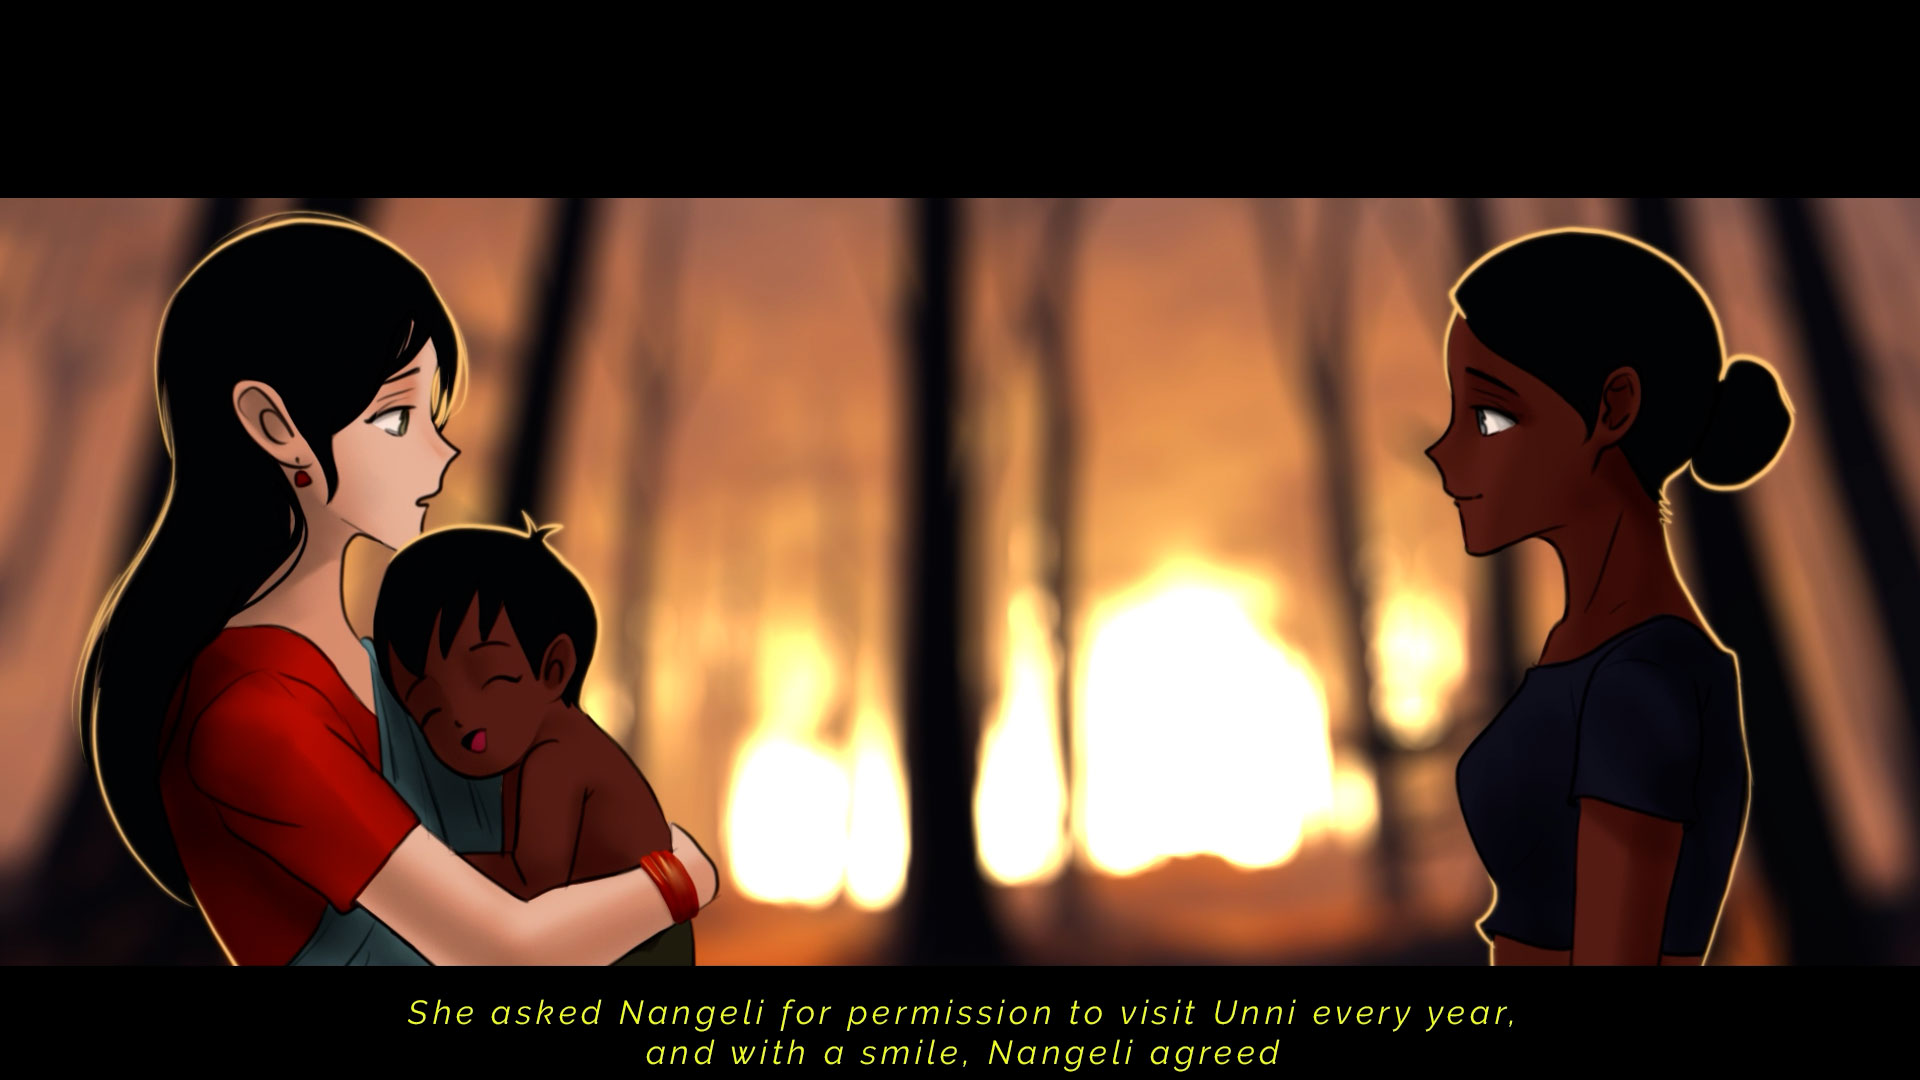 She asked Nangeli for permission to visit Unni every year,
and with a smile, Nangeli agreed